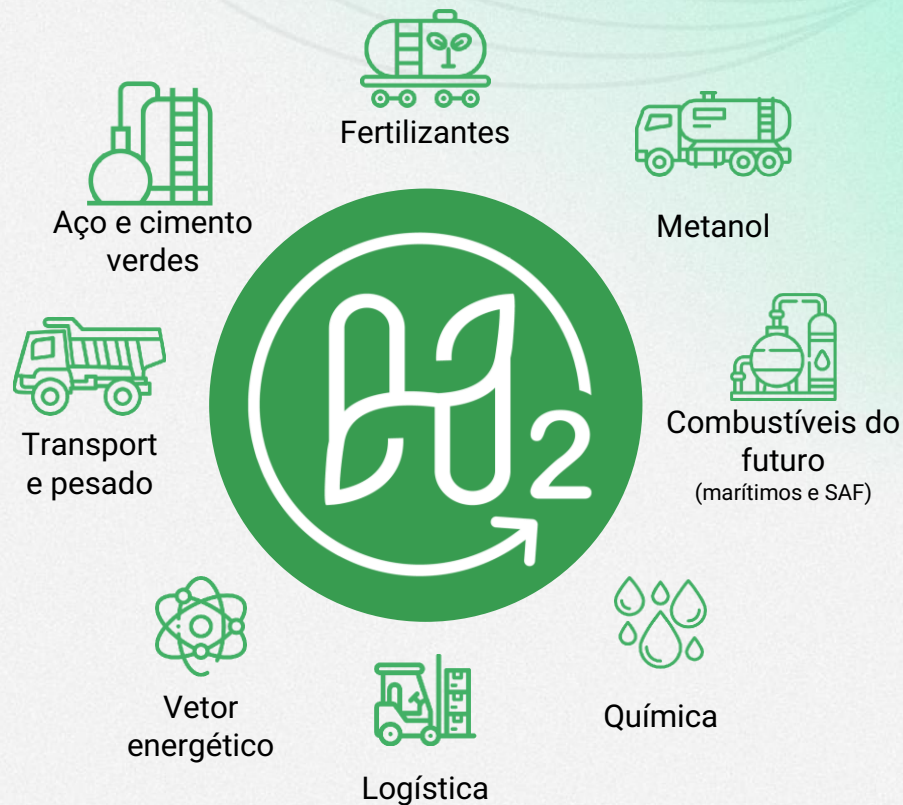 Fertilizantes
Metanol
Combustíveis do
futuro
(marítimos e SAF)
Química
Logística
Vetor
energético
Transport
e pesado
Aço e cimento
verdes
H2